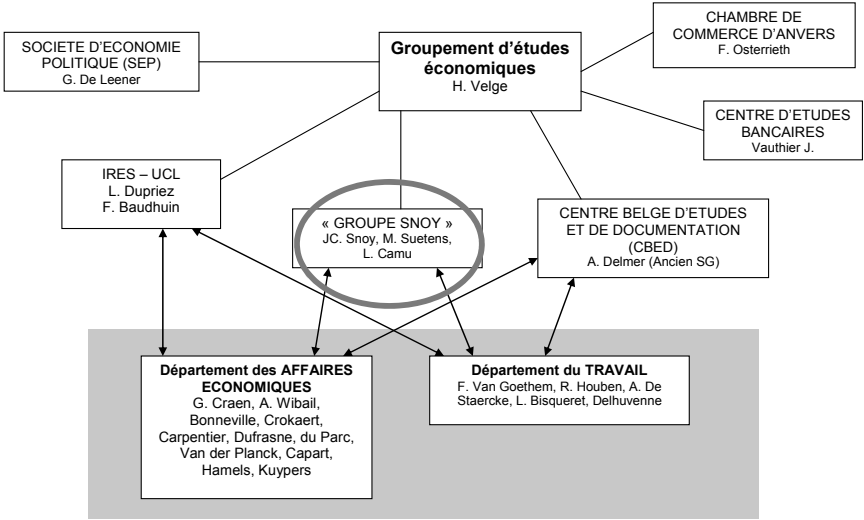 SOCIETE D'ECONOMIE
POLITIQUE (SEP)
G. De Leener
Groupement d'études
économiques
H. Velge
CHAMBRE DE
COMMERCE D'ANVERS
F. Osterrieth
CENTRE D'ETUDES
BANCAIRES
Vauthier J.
IRES – UCL
L. Dupriez
F. Baudhuin
« GROUPE SNOY »
JC. Snoy, M. Suetens,
L. Camu
CENTRE BELGE D'ETUDES
ET DE DOCUMENTATION
(CBED)
A. Delmer (Ancien SG)
Département des AFFAIRES
ECONOMIQUES
G. Craen, A. Wibail,
Bonneville, Crokaert,
Carpentier, Dufrasne, du Parc,
Van der Planck, Capart,
Hamels, Kuypers
Département du TRAVAIL
F. Van Goethem, R. Houben, A. De
Staercke, L. Bisqueret, Delhuvenne